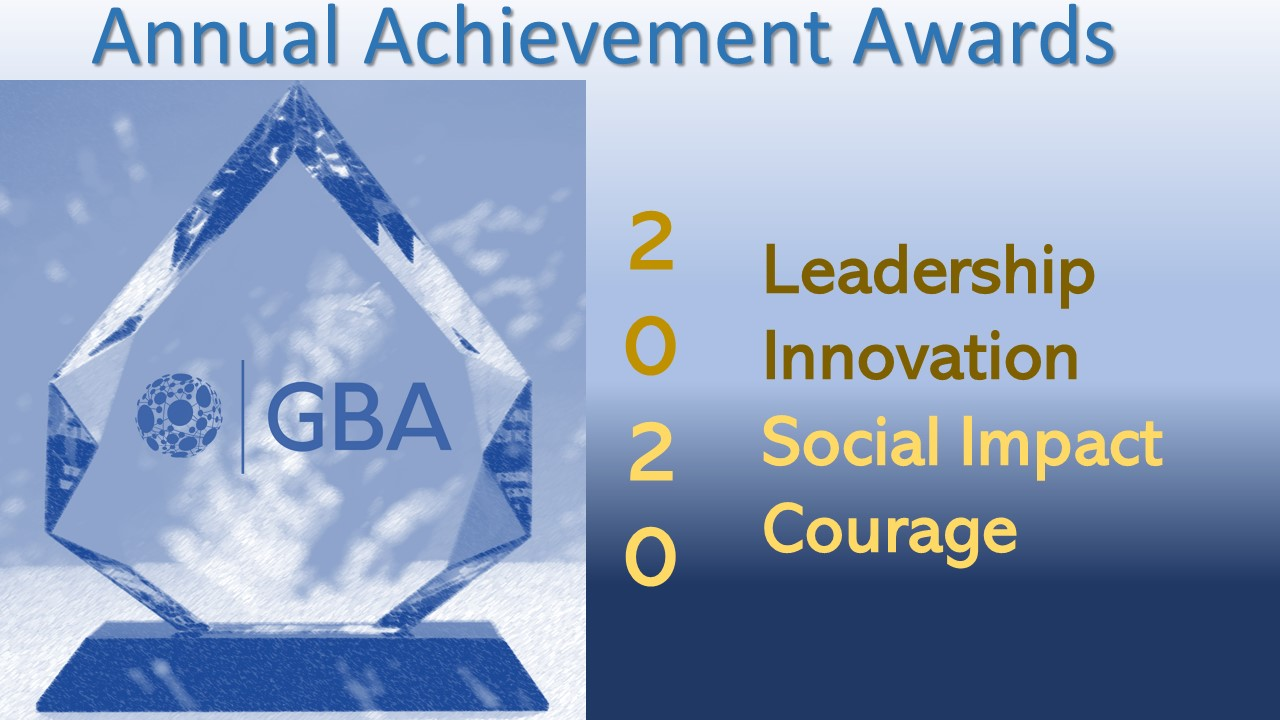 Annual Achievement Awards
GBA
2
0
2
0
Leadership
Innovation
Social Impact
Courage